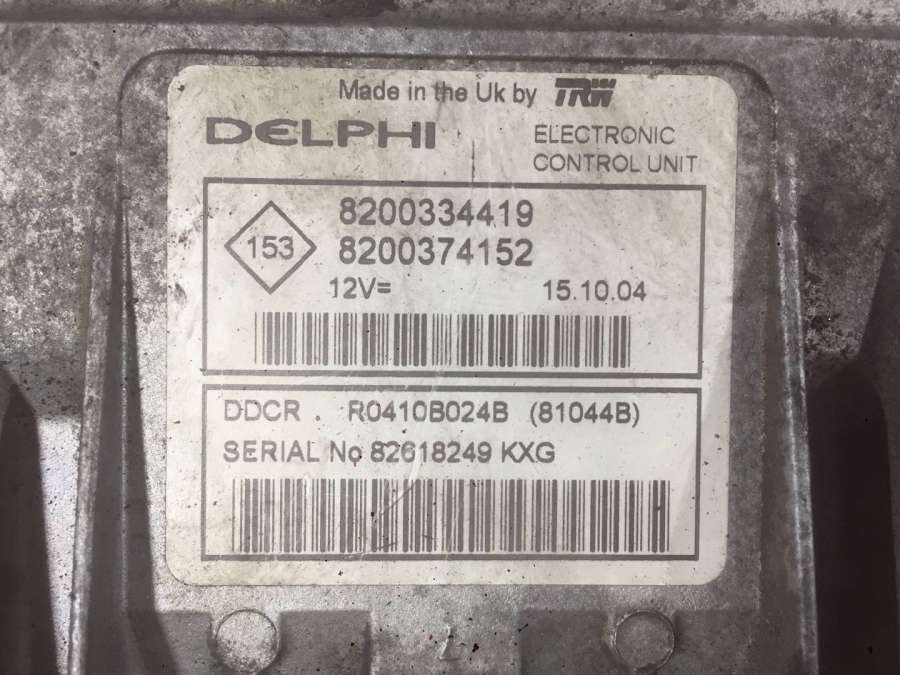 Made in the Uk by TRW
DELPHI
ELECTRONIC
CONTROL UNIT
153
8200334419
8200374152
12V= 15.10.04
DDCR . R0410B024B (81044B)
SERIAL No 82618249 KXG